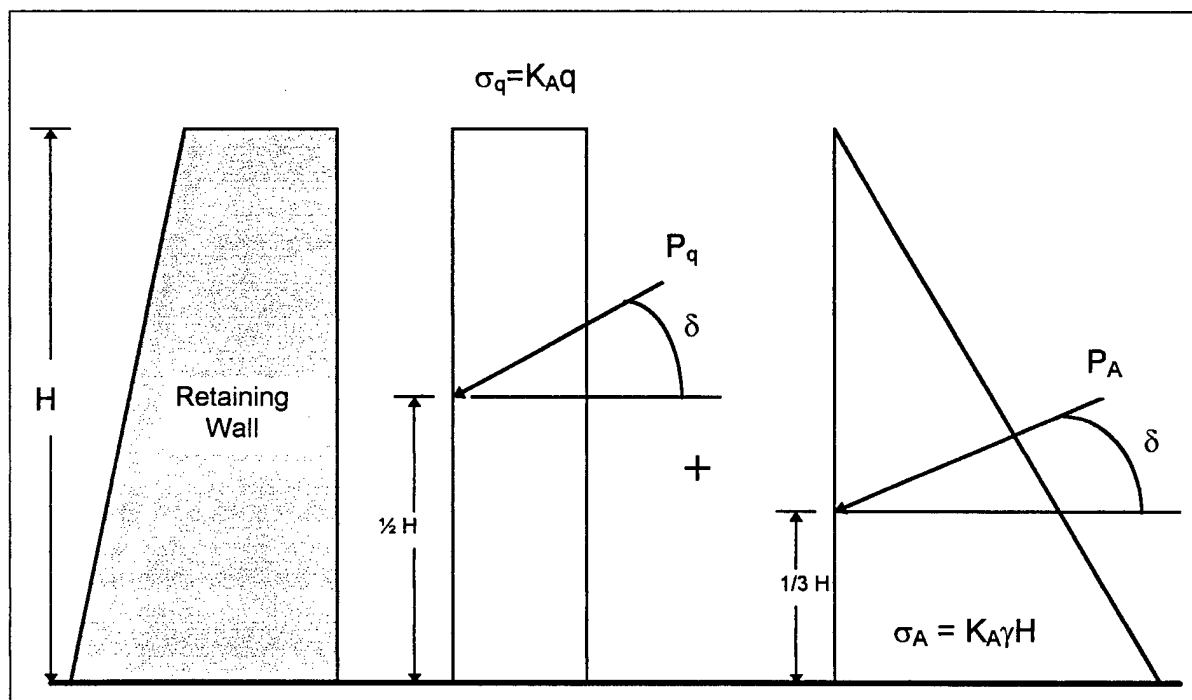 σq=KAq
H
Retaining
Wall
Pq
δ
½ H
+
PA
δ
1/3 H
σA = KAγH